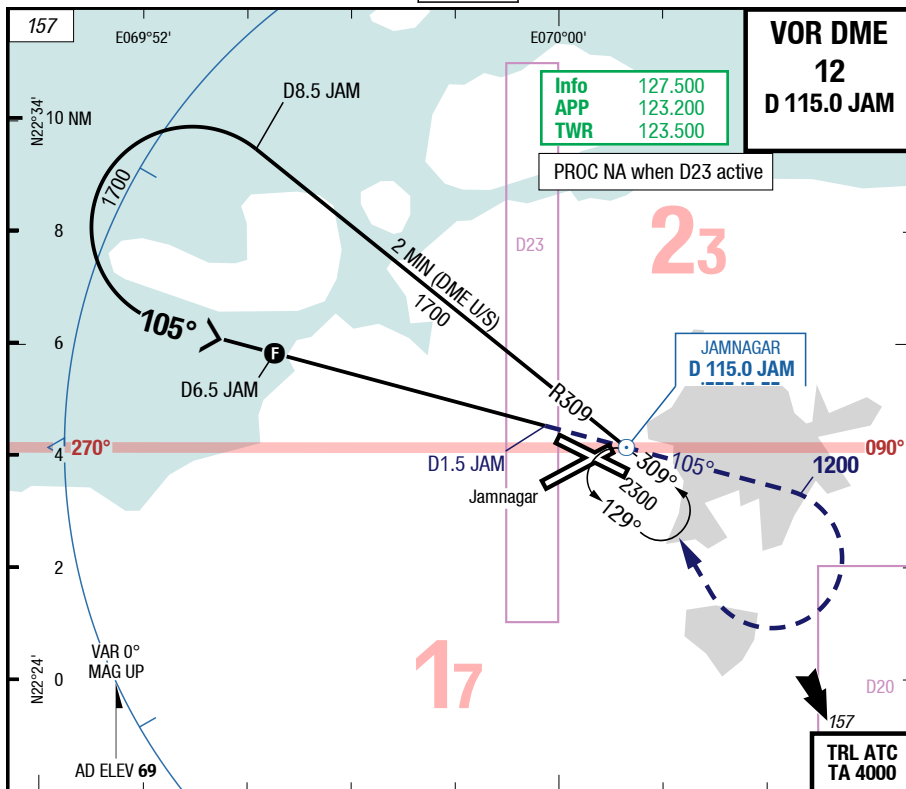 157
E069°52'
E070°00'
VOR DME
12
D 115.0 JAM
N22°34'
10 NM
D8.5 JAM
Info 127.500
APP 123.200
TWR 123.500
PROC NA when D23 active
1700
8
D23
23
2 MIN (DME U/S)
1700
105°
6
D6.5 JAM
JAMNAGAR
D 115.0 JAM
R309
270°
090°
4
D1.5 JAM
309°
105°
1200
Jamnagar
2300
129°
2
VAR 0°
MAG UP
N22°24'
0
17
D20
157
AD ELEV 69
TRL ATC
TA 4000
F